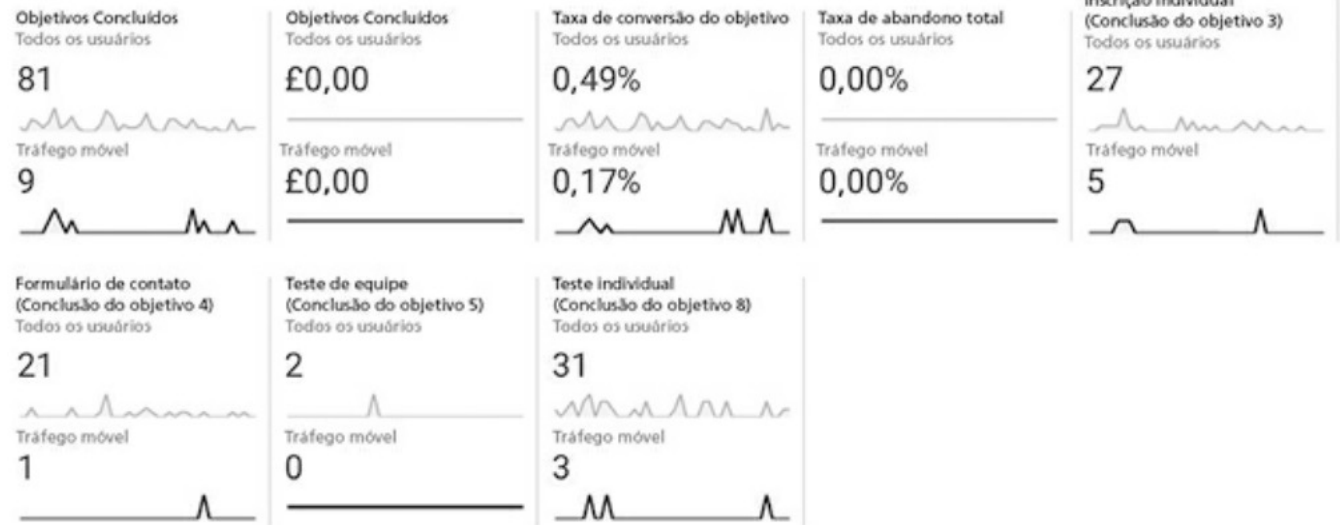 Objetivos Concluídos
Todos os usuários
81
Tráfego móvel
9
Objetivos Concluídos
Todos os usuários
£0,00
Tráfego móvel
£0,00
Taxa de conversão do objetivo
Todos os usuários
0,49%
Tráfego móvel
0,17%
Taxa de abandono total
Todos os usuários
0,00%
Tráfego móvel
0,00%
Inscrição individual
(Conclusão do objetivo 3)
Todos os usuários
27
Tráfego móvel
5
Formulário de contato
(Conclusão do objetivo 4)
Todos os usuários
21
Tráfego móvel
1
Teste de equipe
(Conclusão do objetivo 5)
Todos os usuários
2
Tráfego móvel
0
Teste individual
(Conclusão do objetivo 8)
Todos os usuários
31
Tráfego móvel
3